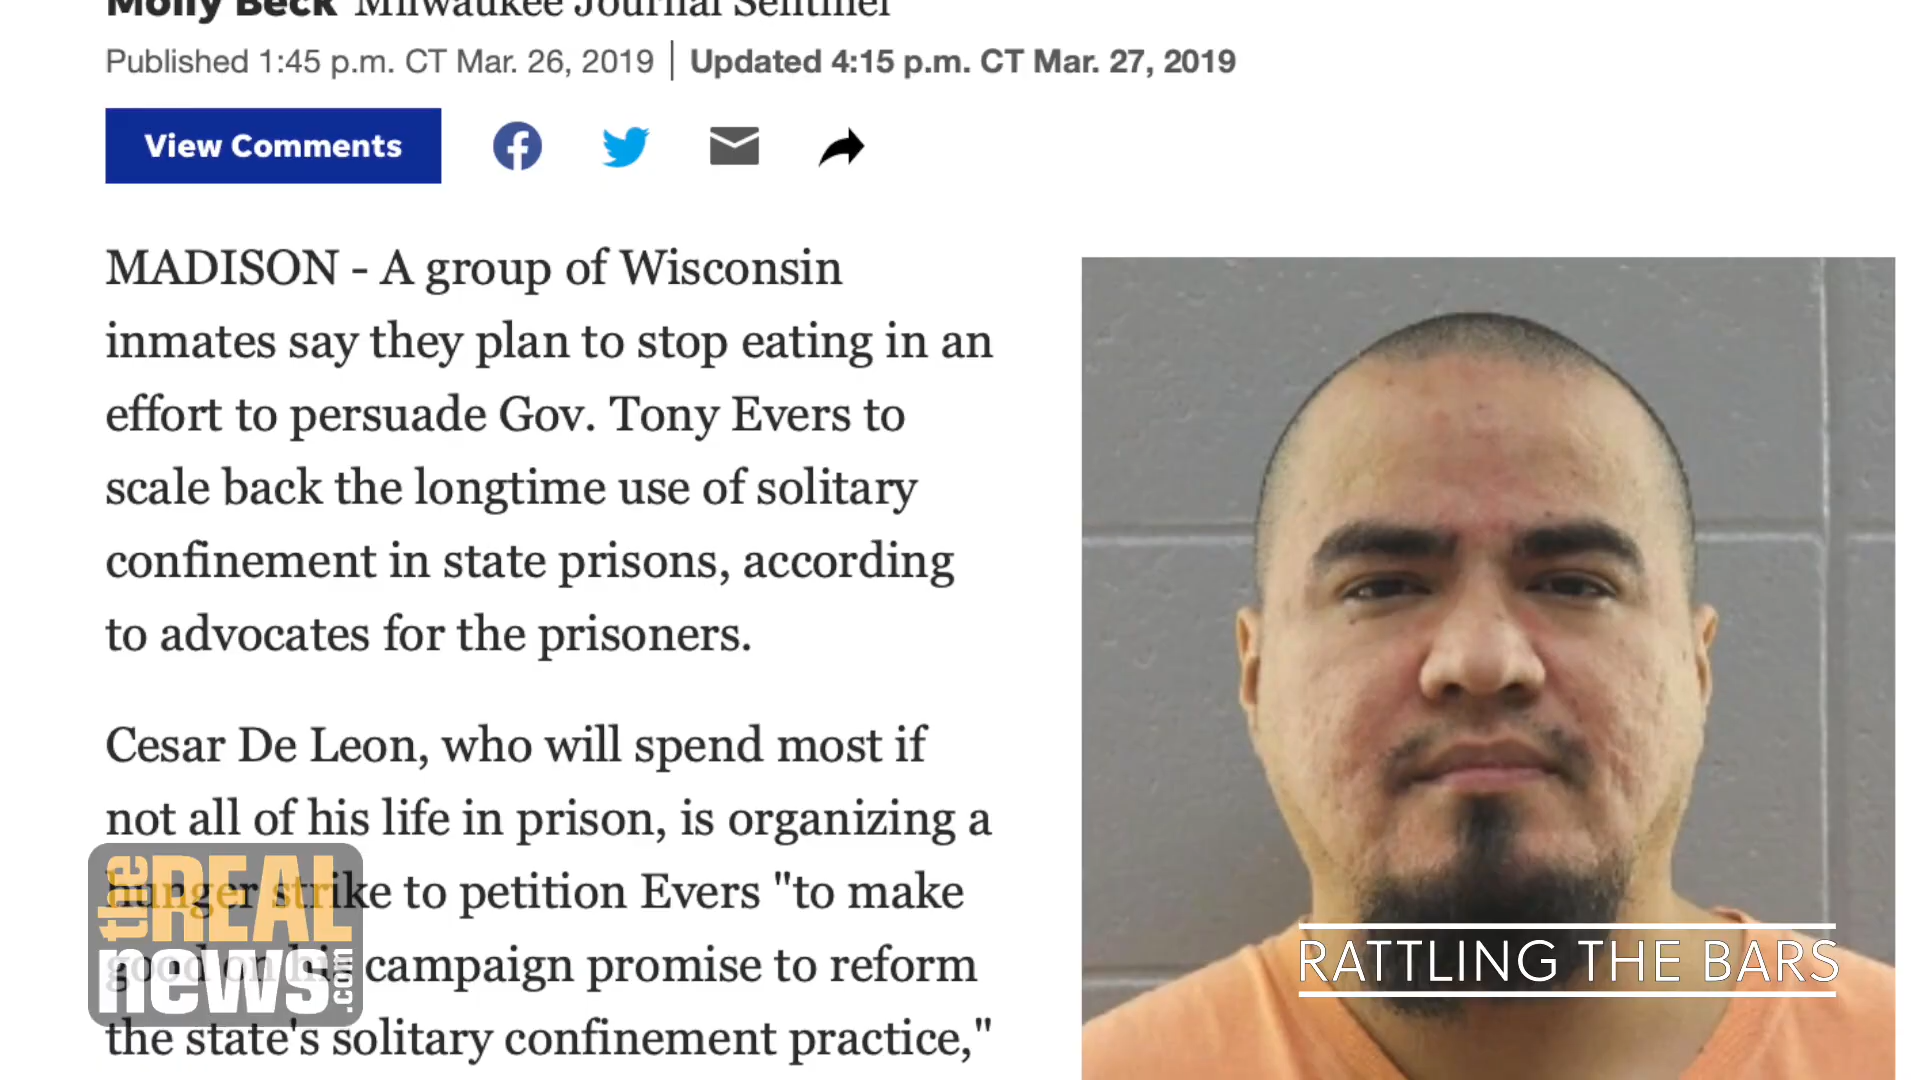 Molly Beck Milwaukee Journal Sentinel
Published 1:45 p.m. CT Mar. 26, 2019 | Updated 4:15 p.m. CT Mar. 27, 2019
View Comments
MADISON - A group of Wisconsin
inmates say they plan to stop eating in an
effort to persuade Gov. Tony Evers to
scale back the longtime use of solitary
confinement in state prisons, according
to advocates for the prisoners.
Cesar De Leon, who will spend most if
not all of his life in prison, is organizing a
hunger strike to petition Evers "to make
good on his campaign promise to reform
the state's solitary confinement practice,"
the REAL
news.com
RATTLING THE BARS